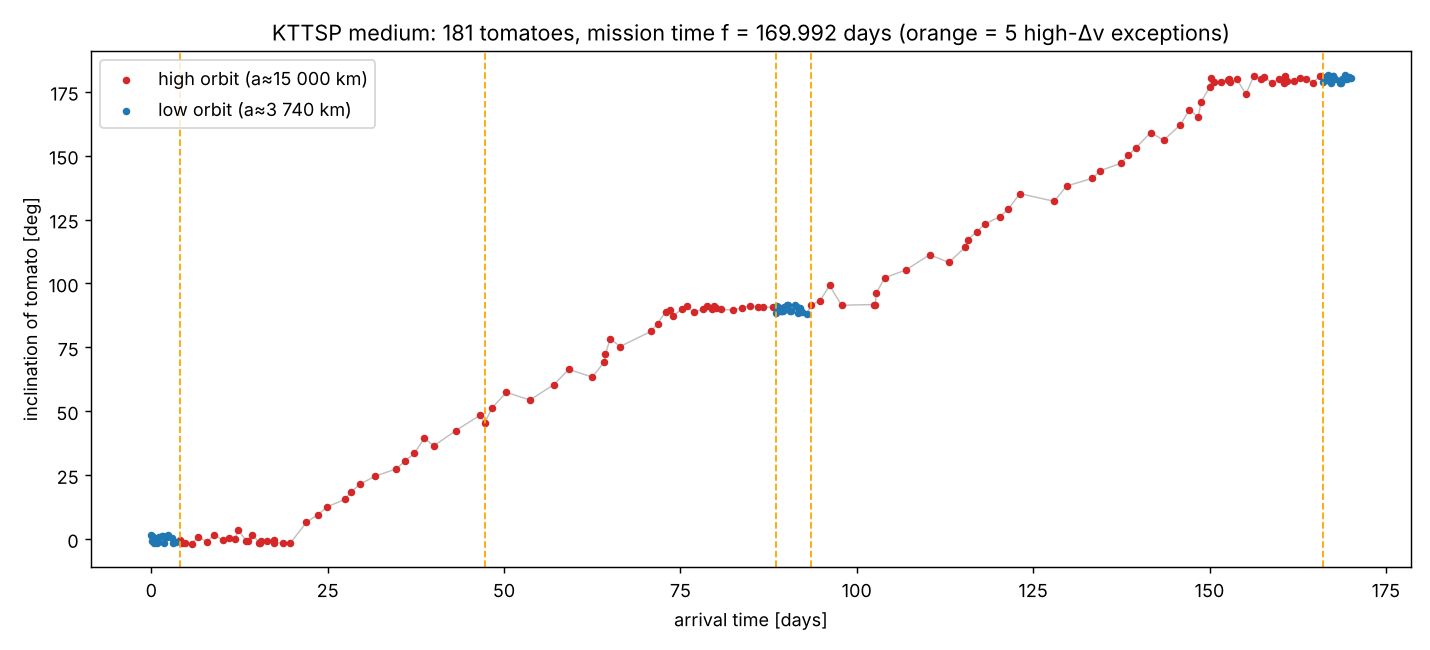 KTTSP medium: 181 tomatoes, mission time f = 169.992 days (orange = 5 high-Δv exceptions)
high orbit (a≈15 000 km)
low orbit (a≈3 740 km)
inclination of tomato [deg]
175
150
125
100
75
50
25
0
0 25 50 75 100 125 150 175
arrival time [days]